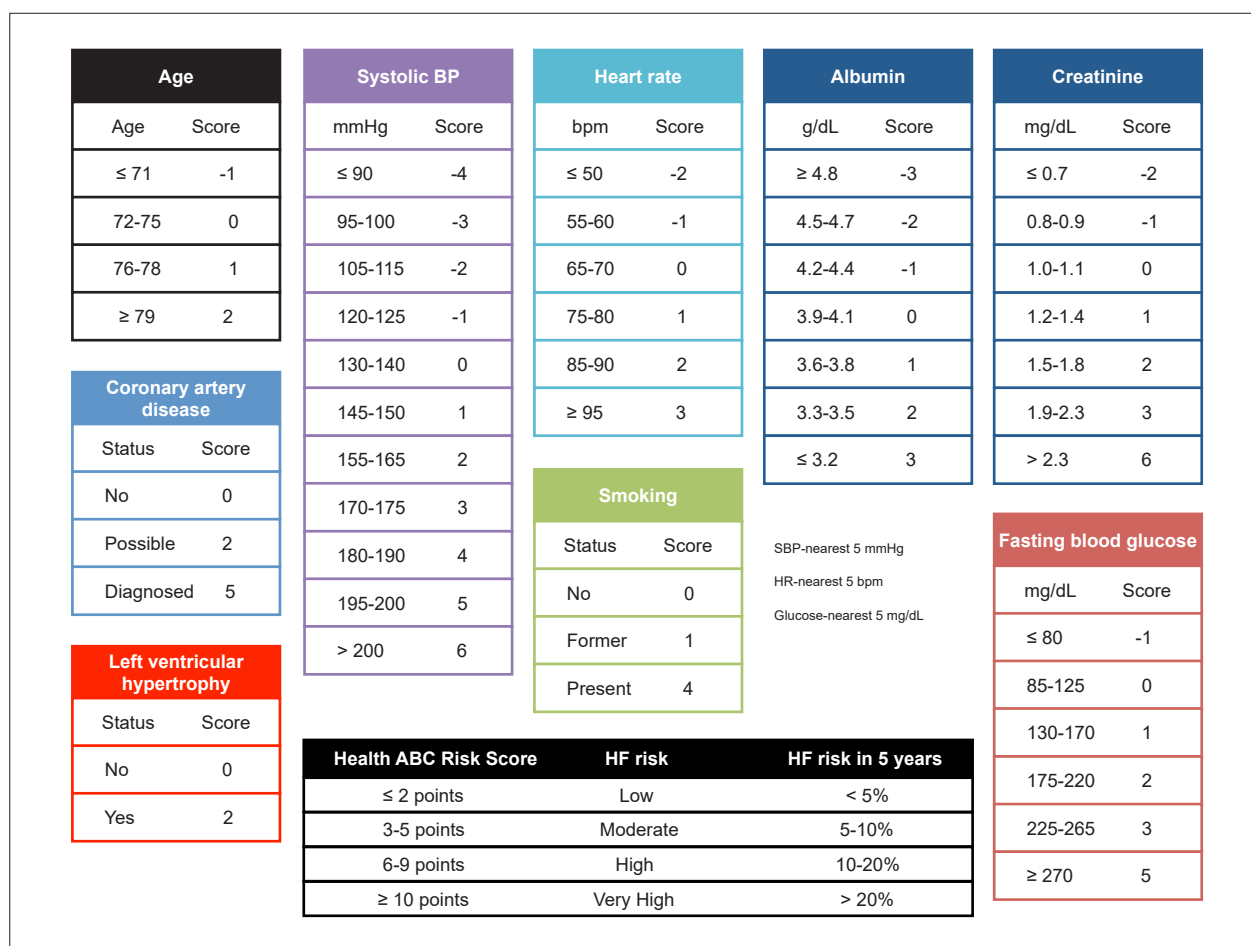 Age
Age Score
≤ 71 -1
72-75 0
76-78 1
≥ 79 2
Coronary artery
disease
Status Score
No 0
Possible 2
Diagnosed 5
Left ventricular
hypertrophy
Status Score
No 0
Yes 2
Systolic BP
mmHg Score
≤ 90 -4
95-100 -3
105-115 -2
120-125 -1
130-140 0
145-150 1
155-165 2
170-175 3
180-190 4
195-200 5
> 200 6
Heart rate
bpm Score
≤ 50 -2
55-60 -1
65-70 0
75-80 1
85-90 2
≥ 95 3
Smoking
Status Score
No 0
Former 1
Present 4
Albumin
g/dL Score
≥ 4.8 -3
4.5-4.7 -2
4.2-4.4 -1
3.9-4.1 0
3.6-3.8 1
3.3-3.5 2
≤ 3.2 3
SBP-nearest 5 mmHg
HR-nearest 5 bpm
Glucose-nearest 5 mg/dL
Creatinine
mg/dL Score
≤ 0.7 -2
0.8-0.9 -1
1.0-1.1 0
1.2-1.4 1
1.5-1.8 2
1.9-2.3 3
> 2.3 6
Fasting blood glucose
mg/dL Score
≤ 80 -1
85-125 0
130-170 1
175-220 2
225-265 3
≥ 270 5
Health ABC Risk Score HF risk HF risk in 5 years
≤ 2 points Low < 5%
3-5 points Moderate 5-10%
6-9 points High 10-20%
≥ 10 points Very High > 20%